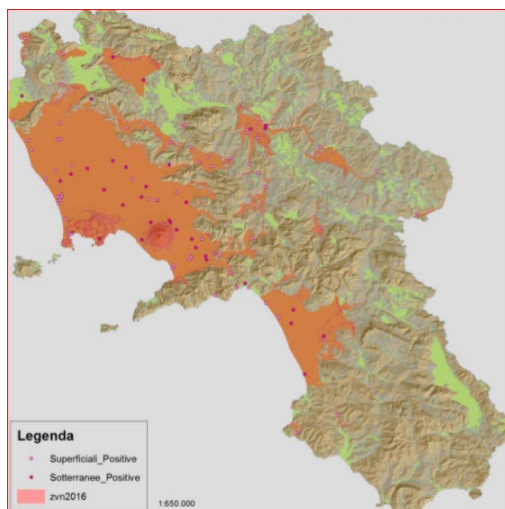 Legenda
Superficiali_Positive
Sotterranee_Positive
zvn2016
1:650.000